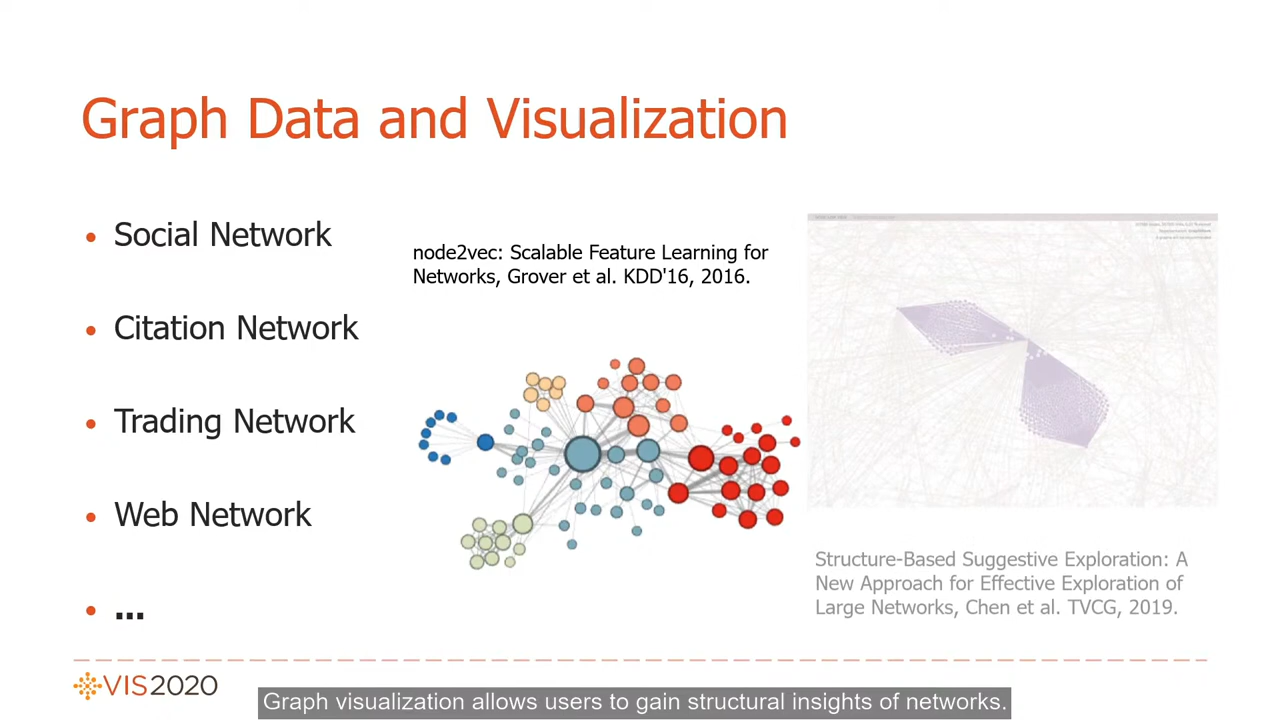 Graph Data and Visualization
• Social Network
• Citation Network
• Trading Network
• Web Network
• ...
node2vec: Scalable Feature Learning for
Networks, Grover et al. KDD'16, 2016.
Structure-Based Suggestive Exploration: A
New Approach for Effective Exploration of
Large Networks, Chen et al. TVCG, 2019.
VIS2020
Graph visualization allows users to gain structural insights of networks.